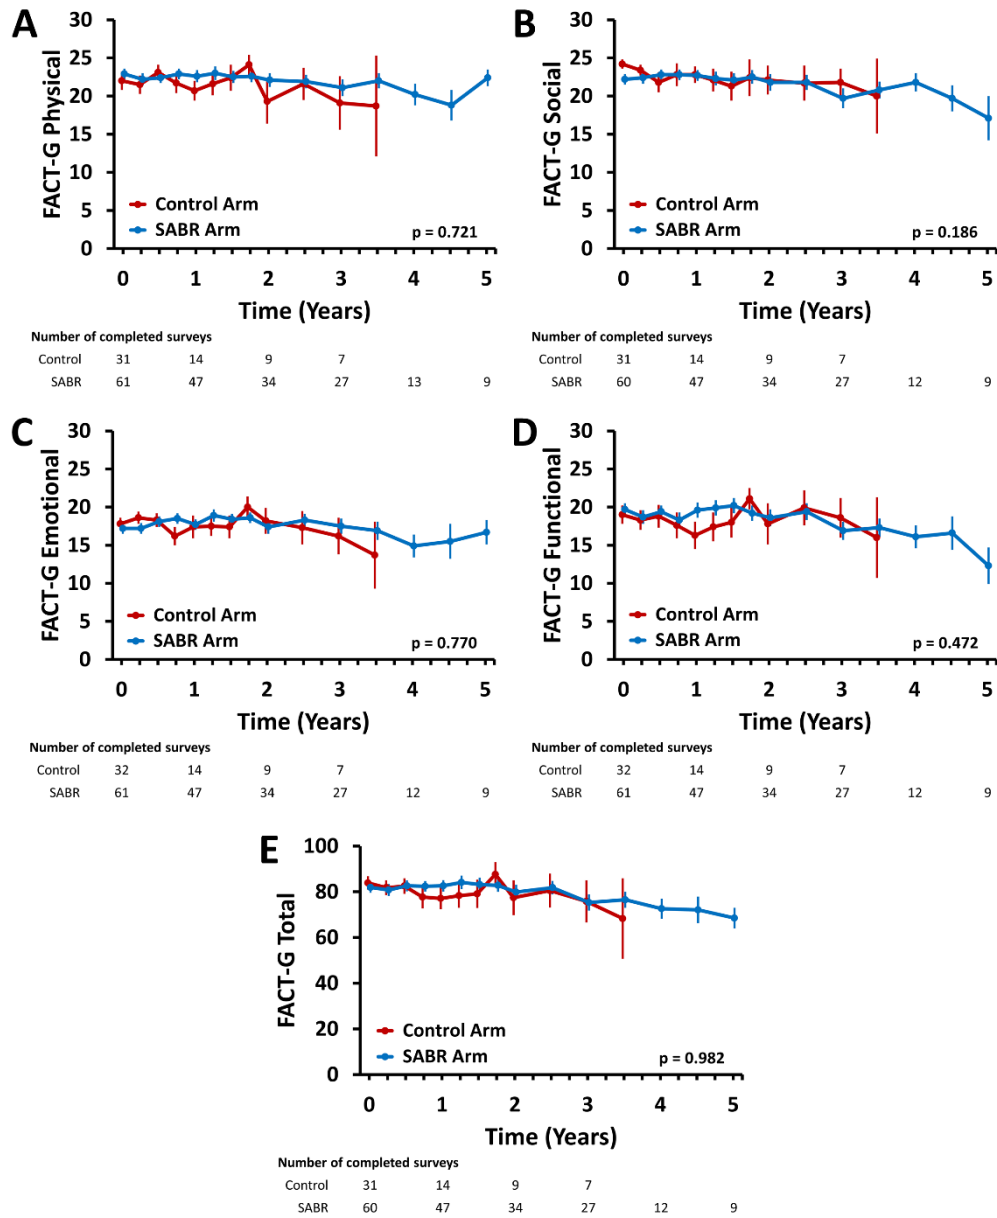 A
30
25
20
15
10
5
0
FACT-G Physical
Control Arm
SABR Arm
p = 0.721
0 1 2 3 4 5
Time (Years)
Number of completed surveys
Control 31 14 9 7
SABR 61 47 34 27 13 9
B
30
25
20
15
10
5
0
FACT-G Social
Control Arm
SABR Arm
p = 0.186
0 1 2 3 4 5
Time (Years)
Number of completed surveys
Control 31 14 9 7
SABR 60 47 34 27 12 9
C
30
25
20
15
10
5
0
FACT-G Emotional
Control Arm
SABR Arm
p = 0.770
0 1 2 3 4 5
Time (Years)
Number of completed surveys
Control 32 14 9 7
SABR 61 47 34 27 12 9
D
30
25
20
15
10
5
0
FACT-G Functional
Control Arm
SABR Arm
p = 0.472
0 1 2 3 4 5
Time (Years)
Number of completed surveys
Control 32 14 9 7
SABR 61 47 34 27 12 9
E
100
80
60
40
20
0
FACT-G Total
Control Arm
SABR Arm
p = 0.982
0 1 2 3 4 5
Time (Years)
Number of completed surveys
Control 31 14 9 7
SABR 60 47 34 27 12 9